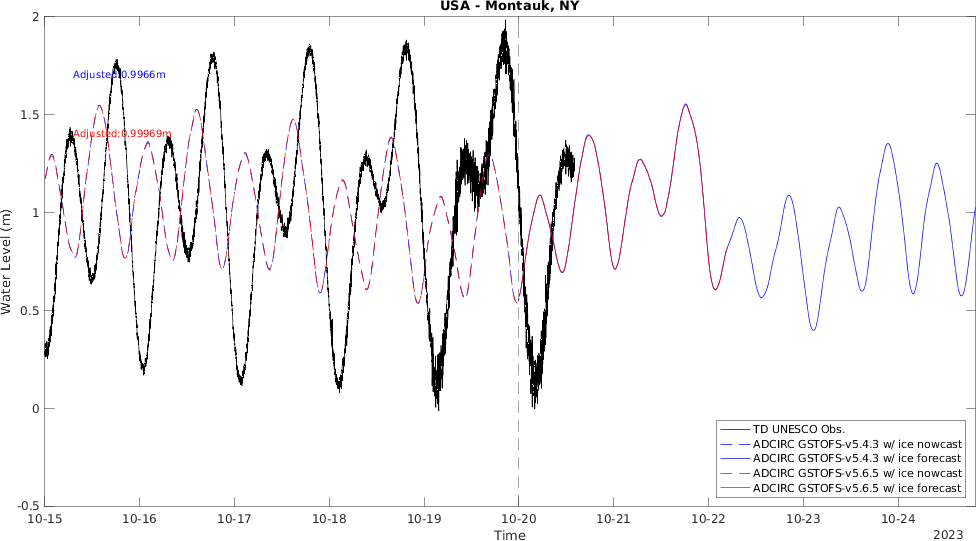 USA - Montauk, NY
2
1.5
1
0.5
0
-0.5
Water Level (m)
Adjusted:0.9966m
Adjusted:0.99969m
TD UNESCO Obs.
ADCIRC GSTOFS-v5.4.3 w/ ice nowcast
ADCIRC GSTOFS-v5.4.3 w/ ice forecast
ADCIRC GSTOFS-v5.6.5 w/ ice nowcast
ADCIRC GSTOFS-v5.6.5 w/ ice forecast
10-15 10-16 10-17 10-18 10-19 10-20 10-21 10-22 10-23 10-24
Time
2023